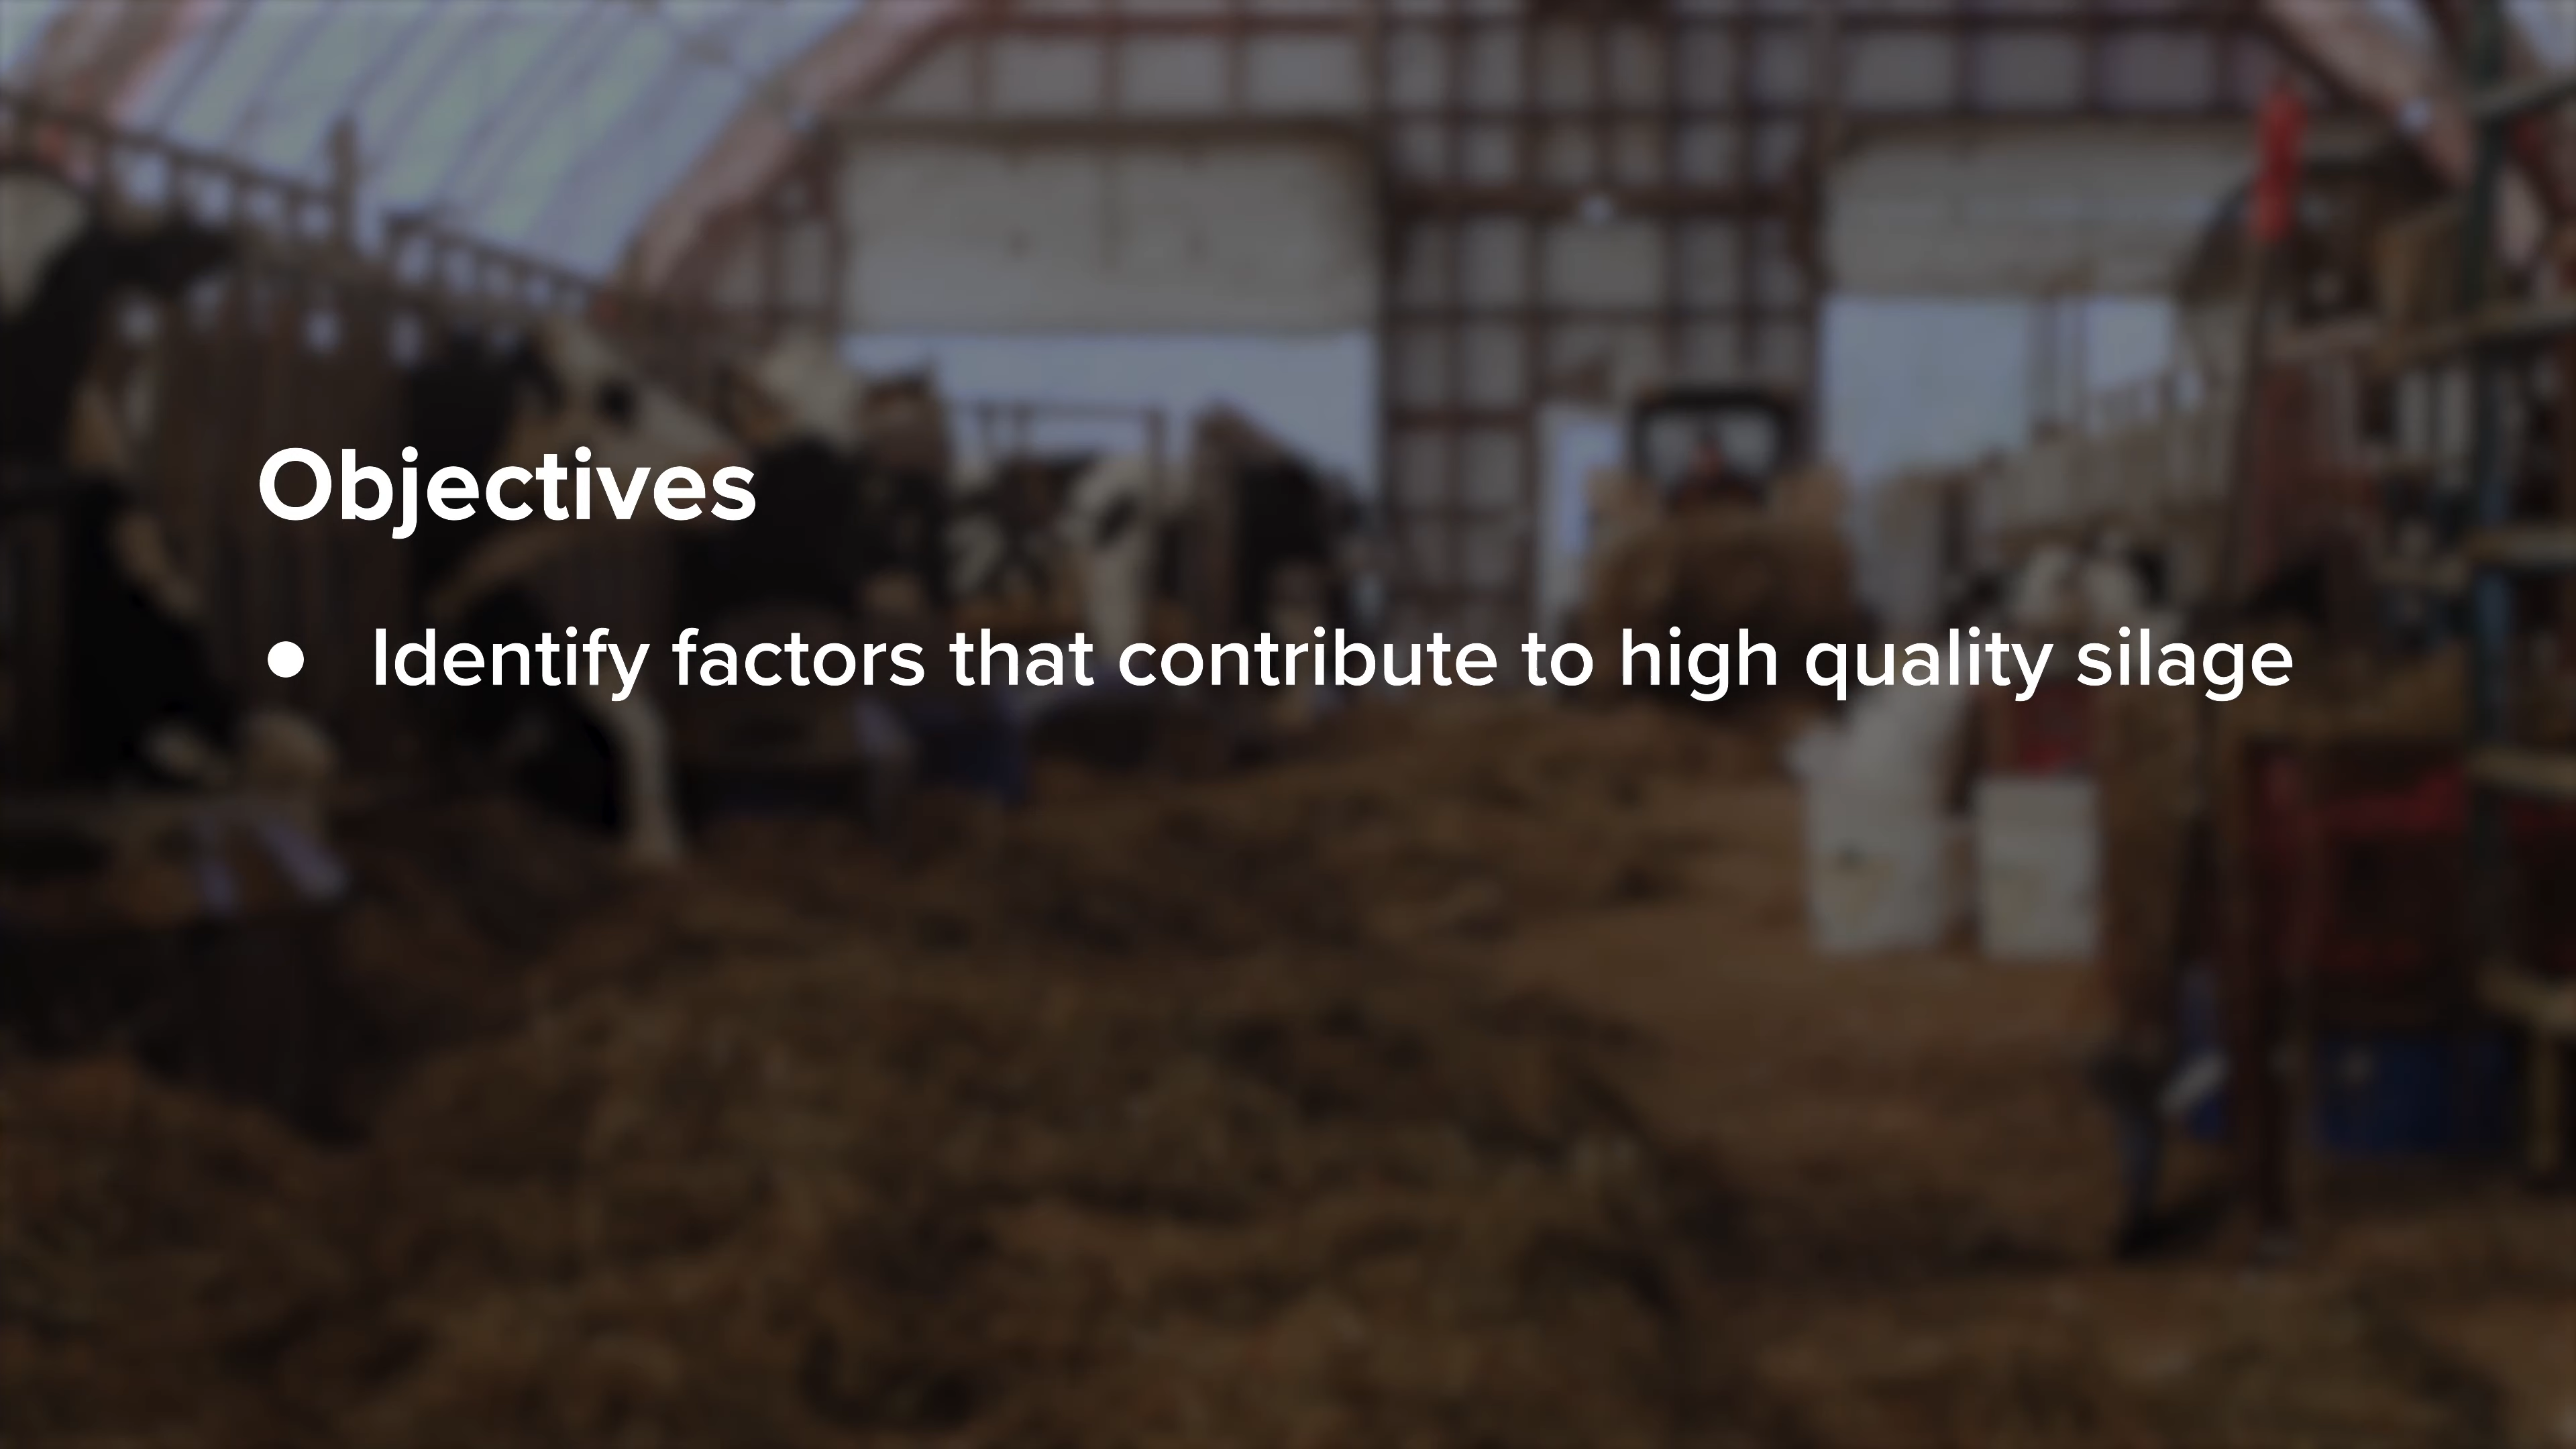 Objectives
● Identify factors that contribute to high quality silage